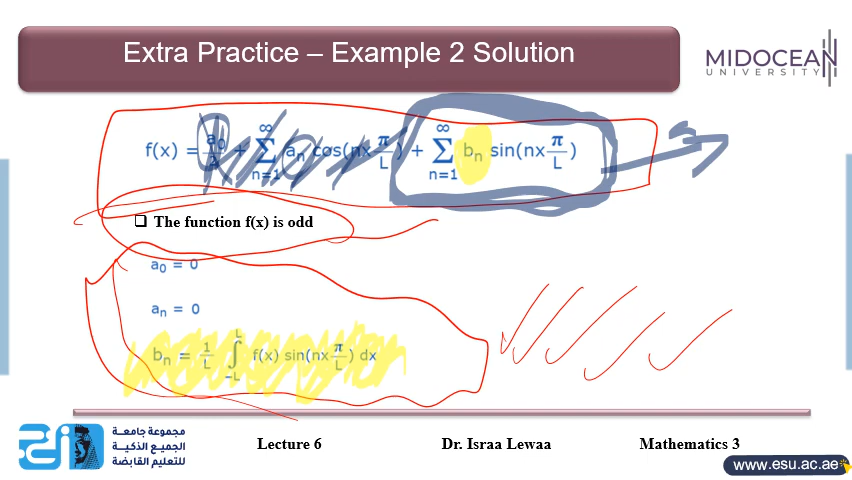 Extra Practice – Example 2 Solution
MIDOCEAN
UNIVERSITY
f(x) = a₀/2 + ∞∑n=1 aₙ cos(nx π/L) + ∞∑n=1 bₙ sin(nx π/L)
❑ The function f(x) is odd
a₀ = 0
aₙ = 0
bₙ = 1/L ∫_{-L}^{L} f(x) sin(nx π/L) dx
مجموعة جامعة
الجميع الذكية
للتعليم القابضة
Lecture 6 Dr. Israa Lewaa Mathematics 3
www.esu.ac.ae